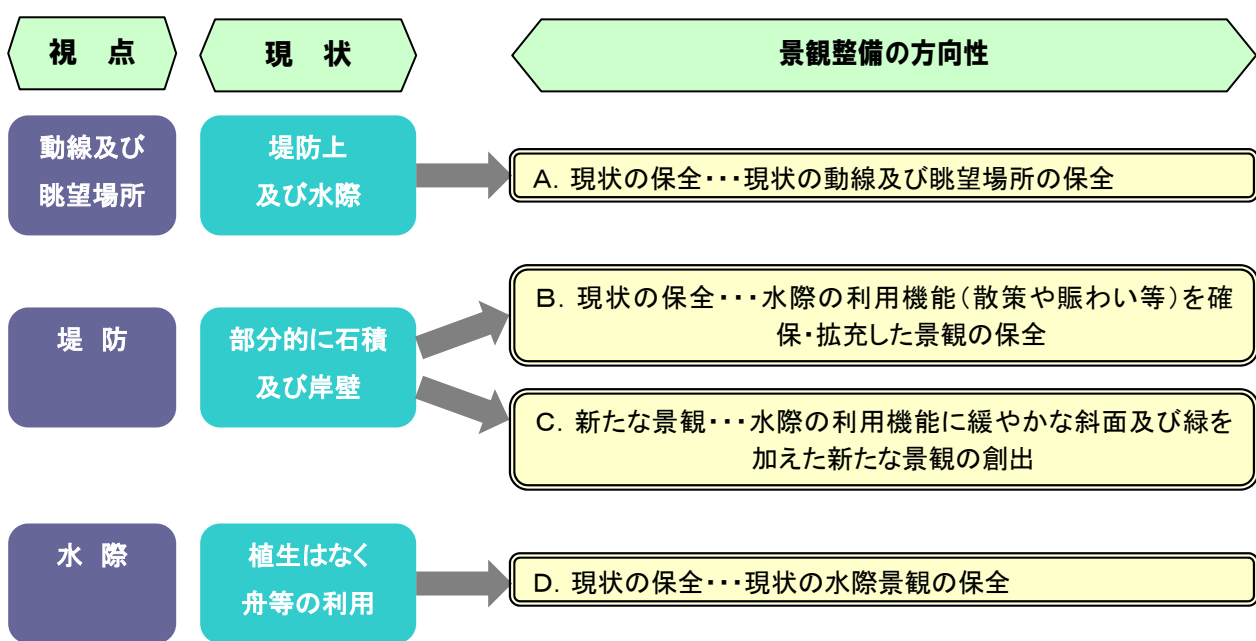 視 点
現 状
景観整備の方向性
動線及び
眺望場所
堤防上
及び水際
A. 現状の保全・・・現状の動線及び眺望場所の保全
堤 防
部分的に石積
及び岸壁
B. 現状の保全・・・水際の利用機能(散策や賑わい等)を確
保・拡充した景観の保全
C. 新たな景観・・・水際の利用機能に緩やかな斜面及び緑を
加えた新たな景観の創出
水 際
植生はなく
舟等の利用
D. 現状の保全・・・現状の水際景観の保全